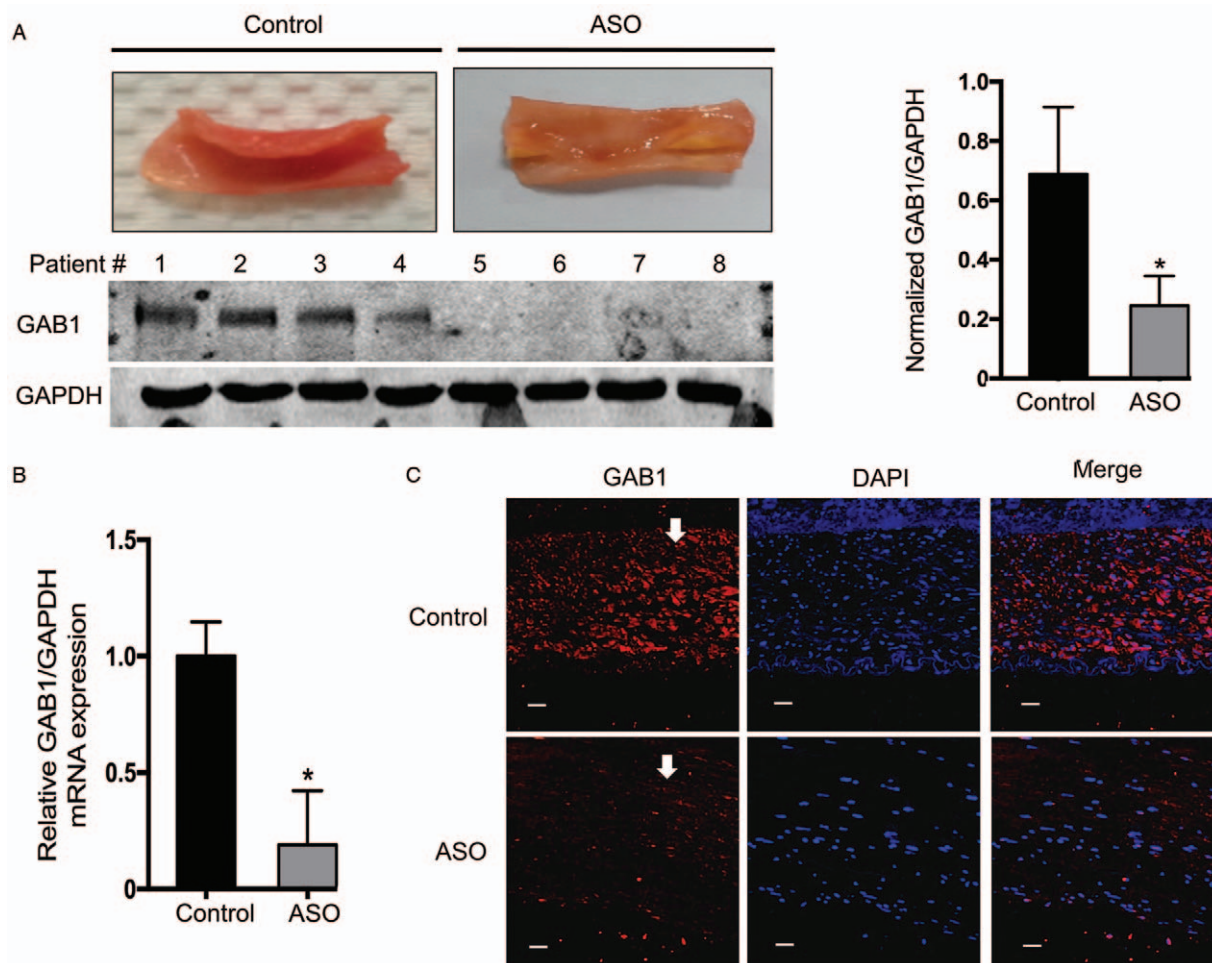 A
Control ASO
Patient # 1 2 3 4 5 6 7 8
GAB1
GAPDH
Normalized GAB1/GAPDH
1.0
0.8
0.6
0.4
0.2
0
*
Control ASO
B
Relative GAB1/GAPDH
mRNA expression
1.5
1.0
0.5
0
*
Control ASO
C
GAB1 DAPI Merge
Control
ASO